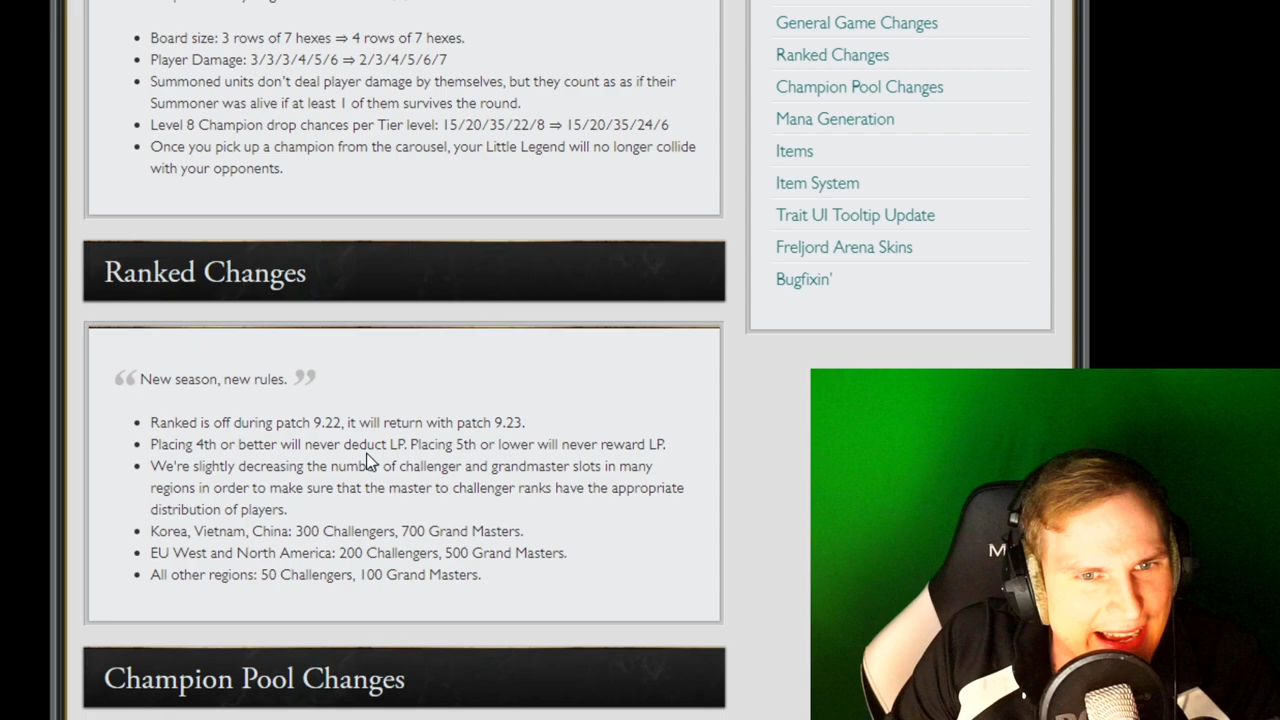 Board size: 3 rows of 7 hexes ⇒ 4 rows of 7 hexes.
Player Damage: 3/3/3/4/5/6 ⇒ 2/3/4/5/6/7
Summoned units don't deal player damage by themselves, but they count as as if their
Summoner was alive if at least 1 of them survives the round.
Level 8 Champion drop chances per Tier level: 15/20/35/22/8 ⇒ 15/20/35/24/6
Once you pick up a champion from the carousel, your Little Legend will no longer collide
with your opponents.
Ranked Changes
“ New season, new rules. ”
Ranked is off during patch 9.22, it will return with patch 9.23.
Placing 4th or better will never deduct LP. Placing 5th or lower will never reward LP.
We're slightly decreasing the number of challenger and grandmaster slots in many
regions in order to make sure that the master to challenger ranks have the appropriate
distribution of players.
Korea, Vietnam, China: 300 Challengers, 700 Grand Masters.
EU West and North America: 200 Challengers, 500 Grand Masters.
All other regions: 50 Challengers, 100 Grand Masters.
Champion Pool Changes
General Game Changes
Ranked Changes
Champion Pool Changes
Mana Generation
Items
Item System
Trait UI Tooltip Update
Freljord Arena Skins
Bugfixin'